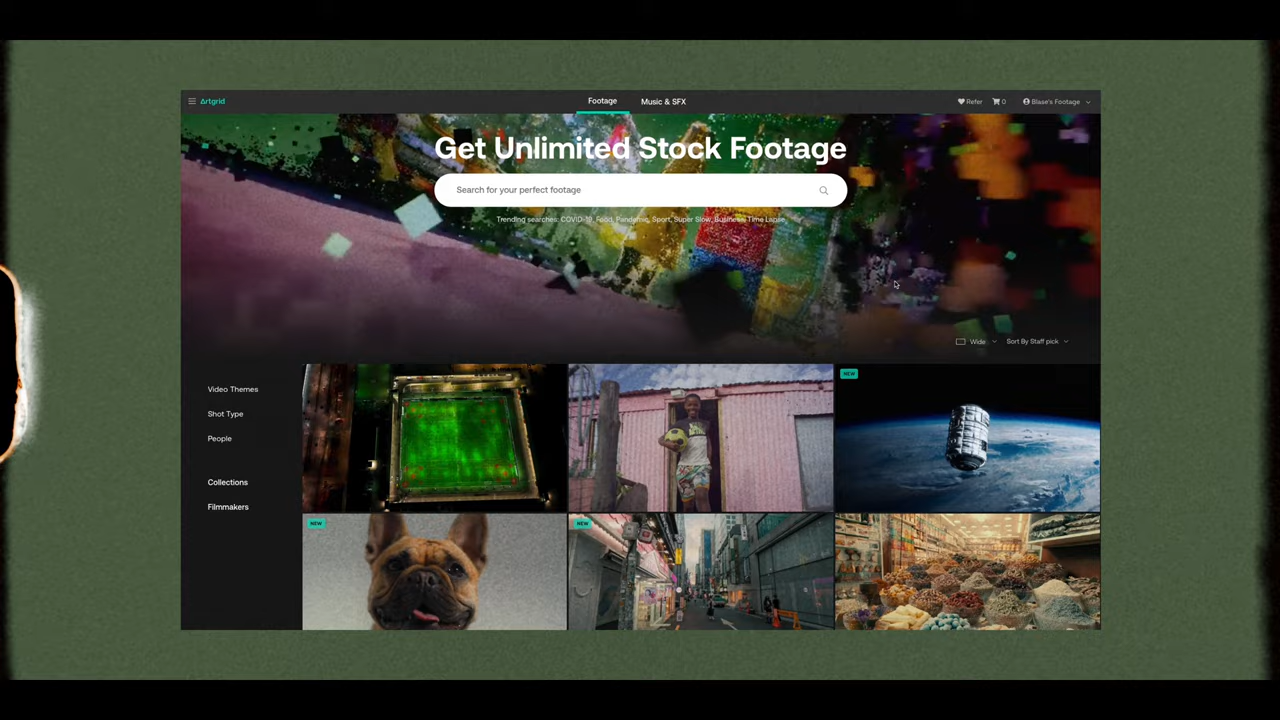 Artgrid
Footage
Music & SFX
Refer
0
Blase's Footage
Get Unlimited Stock Footage
Search for your perfect footage
Trending searches: COVID-19, Food, Pandemic, Sport, Super Slow, Business, Time Lapse
Wide
Sort By Staff pick
Video Themes
Shot Type
People
Collections
Filmmakers
NEW
NEW
NEW